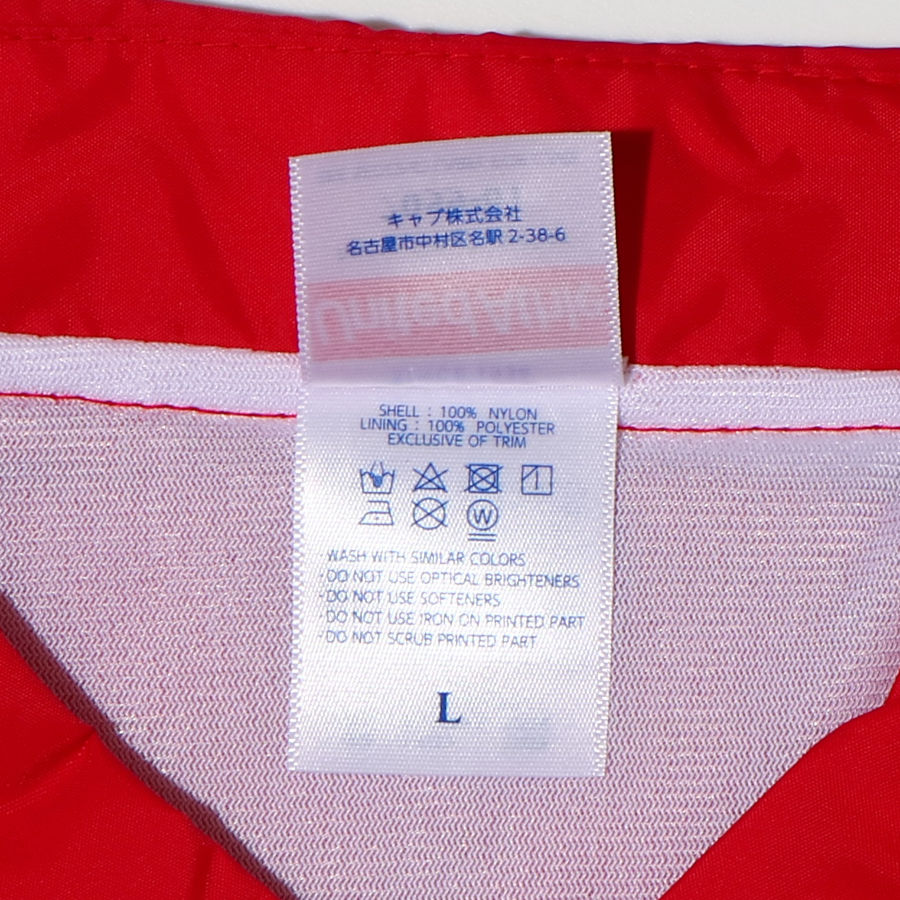 キャブ株式会社
名古屋市中村区名駅 2-38-6
SHELL : 100% NYLON
LINING : 100% POLYESTER
EXCLUSIVE OF TRIM
W
·WASH WITH SIMILAR COLORS
·DO NOT USE OPTICAL BRIGHTENERS
·DO NOT USE SOFTENERS
·DO NOT USE IRON ON PRINTED PART
·DO NOT SCRUB PRINTED PART
L